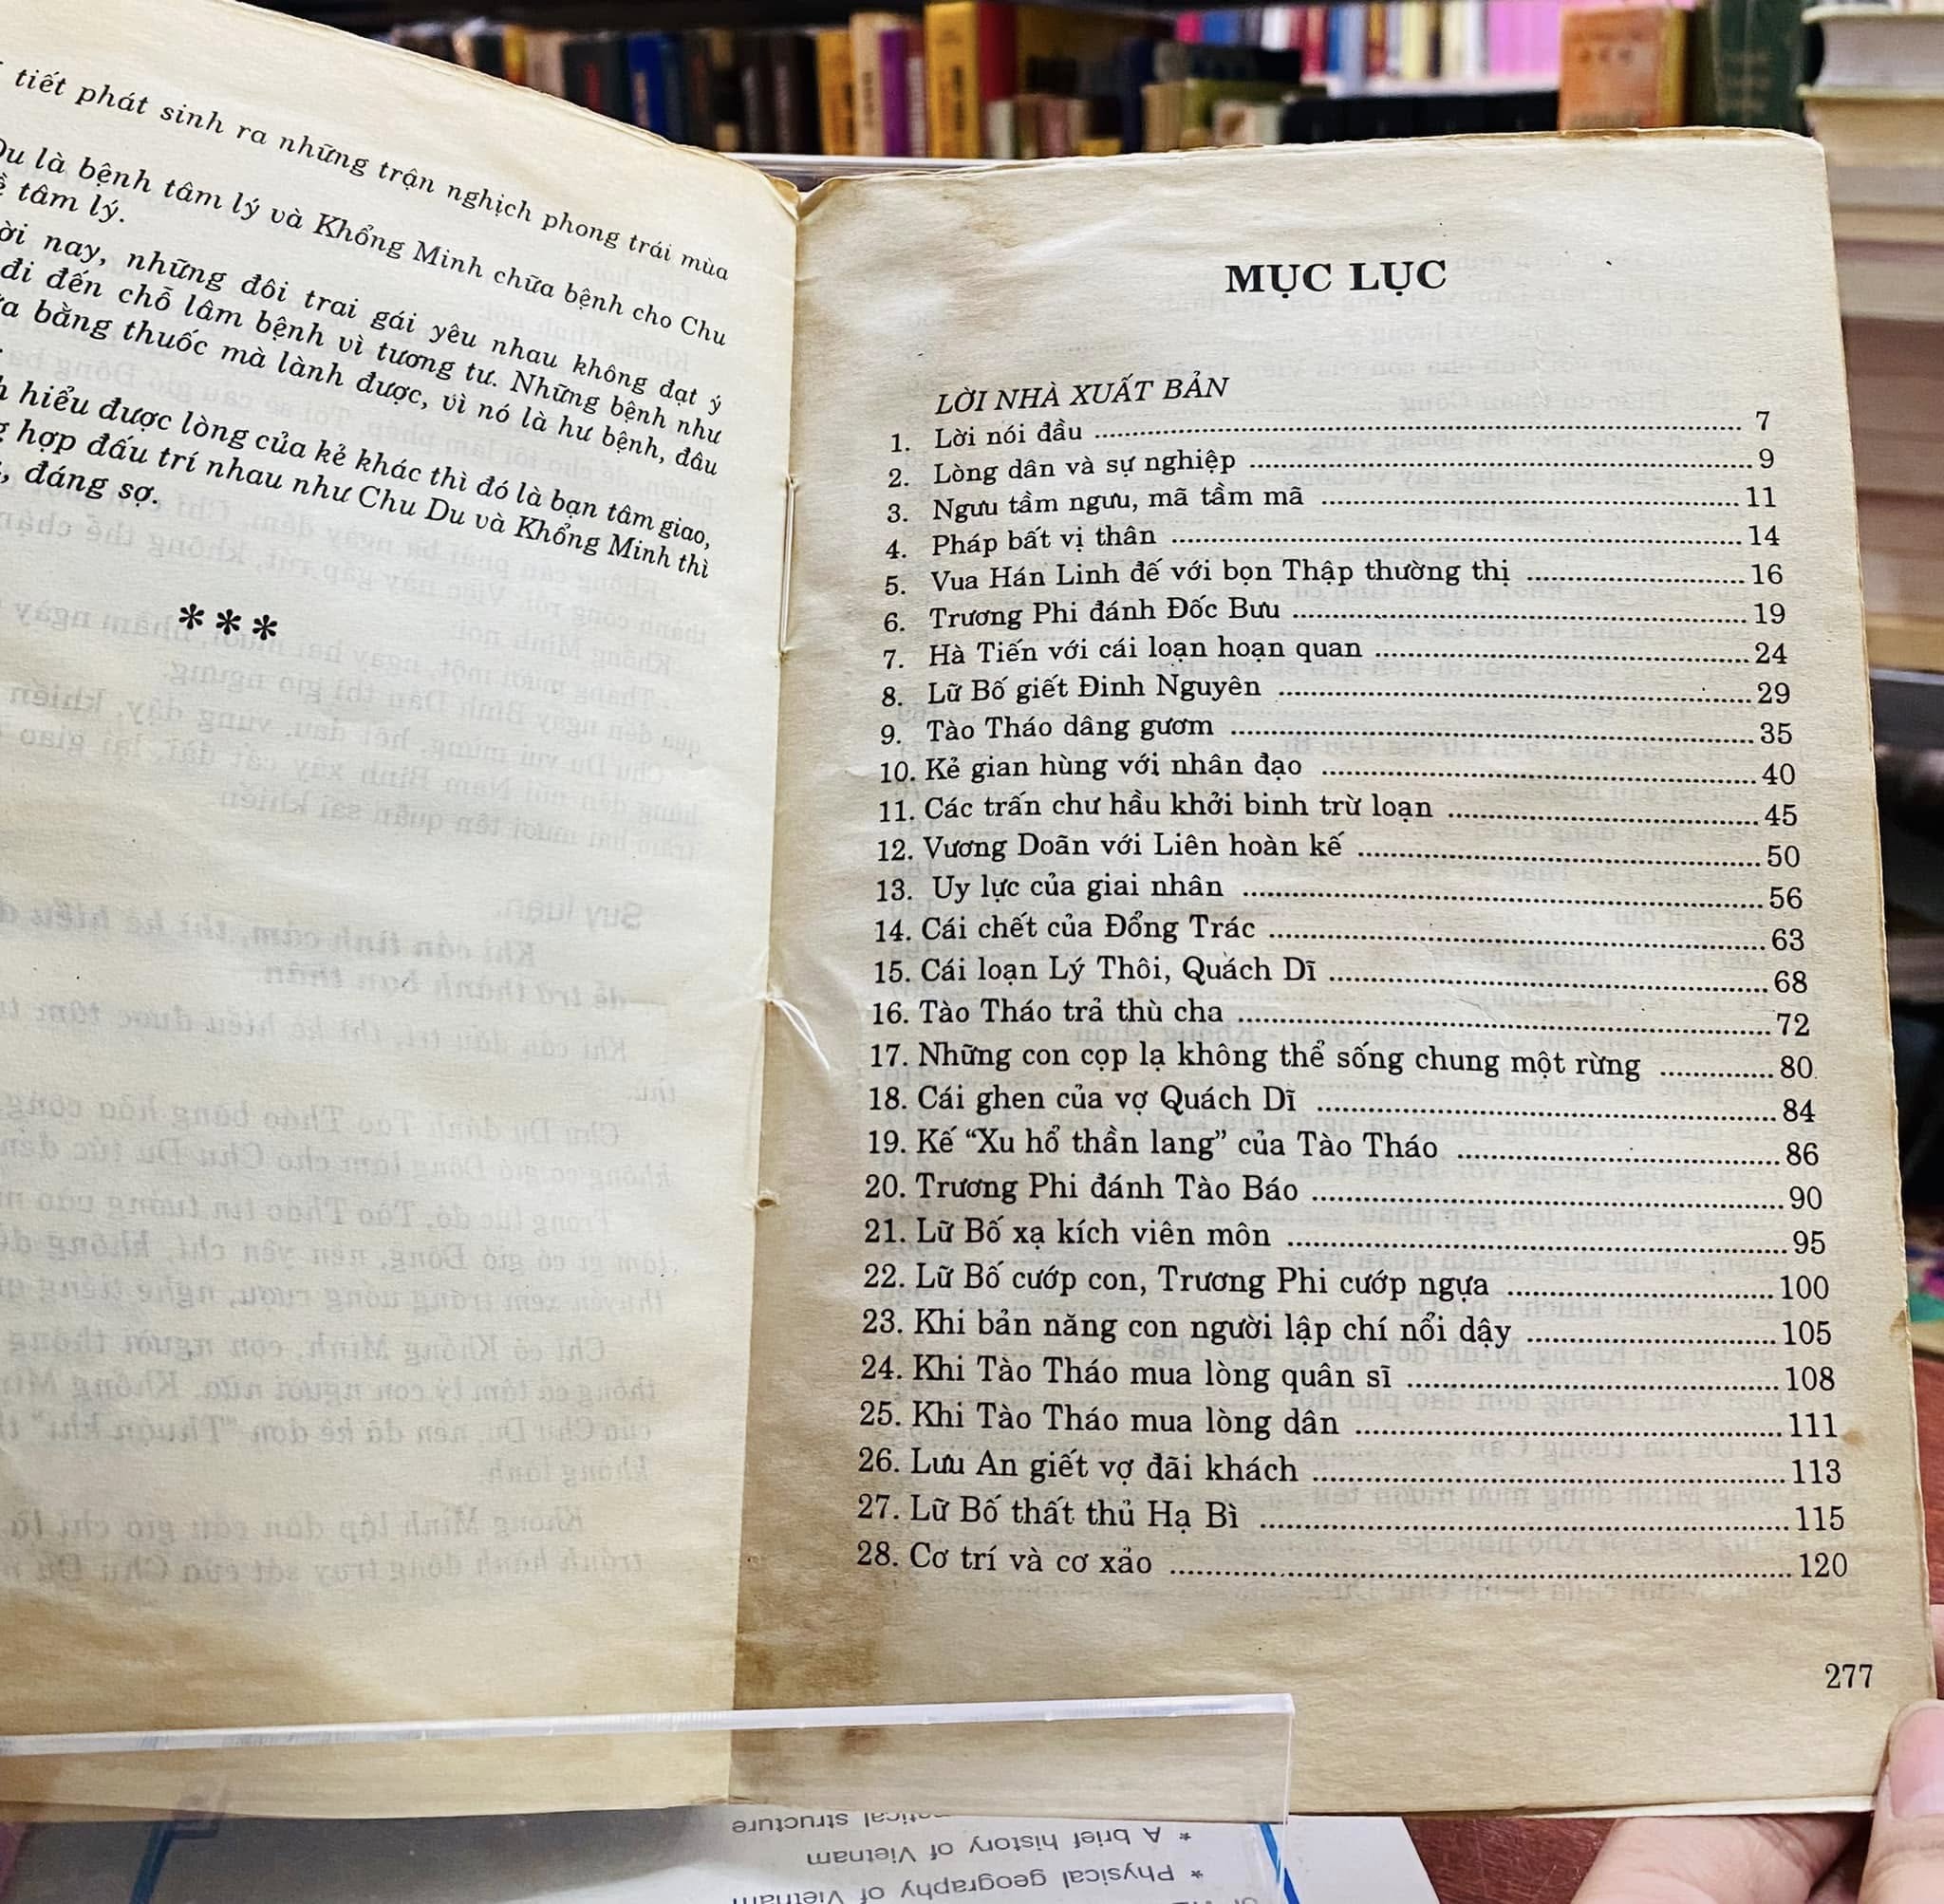 tiết phát sinh ra những trận nghịch phong trái mùa
Du là bệnh tâm lý và Khổng Minh chữa bệnh cho Chu
tâm lý.
nay, những đôi trai gái yêu nhau không đạt ý
đi đến chỗ lâm bệnh vì tương tư. Những bệnh như
bằng thuốc mà lành được, vì nó là hư bệnh, đâu
hiểu được lòng của kẻ khác thì đó là bạn tâm giao,
hợp đấu trí nhau như Chu Du và Khổng Minh thì
đáng sợ.
***
MỤC LỤC
LỜI NHÀ XUẤT BẢN
1. Lời nói đầu 7
2. Lòng dân và sự nghiệp 9
3. Ngưu tầm ngưu, mã tầm mã 11
4. Pháp bất vị thân 14
5. Vua Hán Linh đế với bọn Thập thường thị 16
6. Trương Phi đánh Đốc Bưu 19
7. Hà Tiến với cái loạn hoạn quan 24
8. Lữ Bố giết Đinh Nguyên 29
9. Tào Tháo dâng gươm 35
10. Kẻ gian hùng với nhân đạo 40
11. Các trấn chư hầu khởi binh trừ loạn 45
12. Vương Doãn với Liên hoàn kế 50
13. Uy lực của giai nhân 56
14. Cái chết của Đổng Trác 63
15. Cái loạn Lý Thôi, Quách Dĩ 68
16. Tào Tháo trả thù cha 72
17. Những con cọp lạ không thể sống chung một rừng 80
18. Cái ghen của vợ Quách Dĩ 84
19. Kế “Xu hổ thần lang” của Tào Tháo 86
20. Trương Phi đánh Tào Báo 90
21. Lữ Bố xạ kích viên môn 95
22. Lữ Bố cướp con, Trương Phi cướp ngựa 100
23. Khi bản năng con người lập chí nổi dậy 105
24. Khi Tào Tháo mua lòng quân sĩ 108
25. Khi Tào Tháo mua lòng dân 111
26. Lưu An giết vợ đãi khách 113
27. Lữ Bố thất thủ Hạ Bì 115
28. Cơ trí và cơ xảo 120
277
structure
* A brief history of Vietnam
* Physical geography of Vietnam